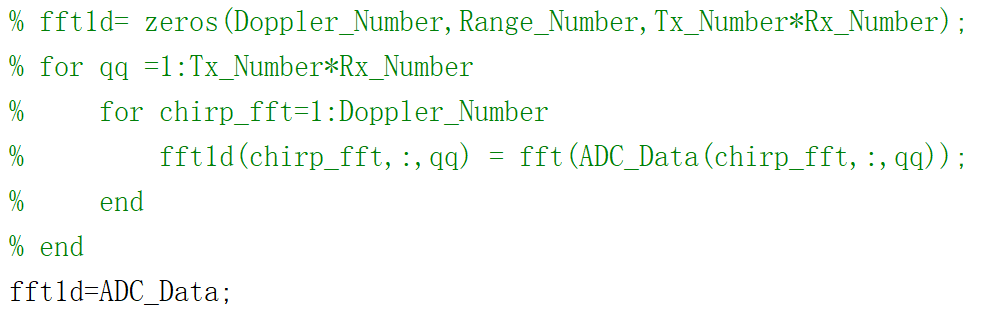 % fft1d= zeros(Doppler_Number,Range_Number,Tx_Number*Rx_Number);
% for qq =1:Tx_Number*Rx_Number
%     for chirp_fft=1:Doppler_Number
%         fft1d(chirp_fft,:,qq) = fft(ADC_Data(chirp_fft,:,qq));
%     end
% end
fft1d=ADC_Data;